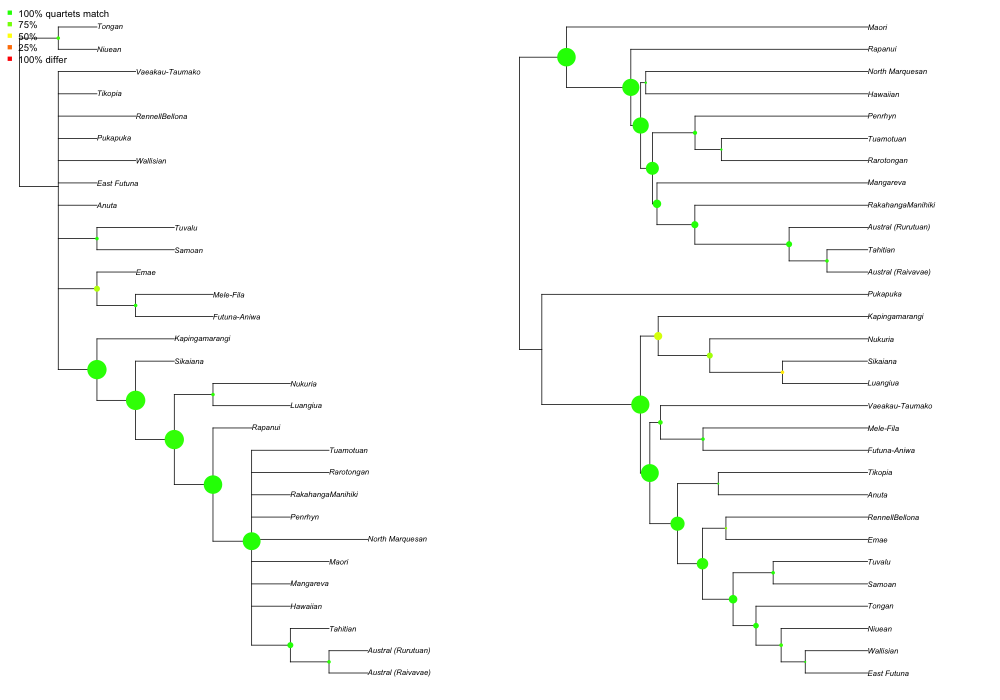 100% quartets match
75%
50%
25%
100% differ
Tongan
Niuean
Vaeakau-Taumako
Tikopia
RennellBellona
Pukapuka
Wallisian
East Futuna
Anuta
Tuvalu
Samoan
Emae
Mele-Fila
Futuna-Aniwa
Kapingamarangi
Sikaiana
Nukuria
Luangiua
Rapanui
Tuamotuan
Rarotongan
RakahangaManihiki
Penrhyn
North Marquesan
Maori
Mangareva
Hawaiian
Tahitian
Austral (Rurutuan)
Austral (Raivavae)
Maori
Rapanui
North Marquesan
Hawaiian
Penrhyn
Tuamotuan
Rarotongan
Mangareva
RakahangaManihiki
Austral (Rurutuan)
Tahitian
Austral (Raivavae)
Pukapuka
Kapingamarangi
Nukuria
Sikaiana
Luangiua
Vaeakau-Taumako
Mele-Fila
Futuna-Aniwa
Tikopia
Anuta
RennellBellona
Emae
Tuvalu
Samoan
Tongan
Niuean
Wallisian
East Futuna